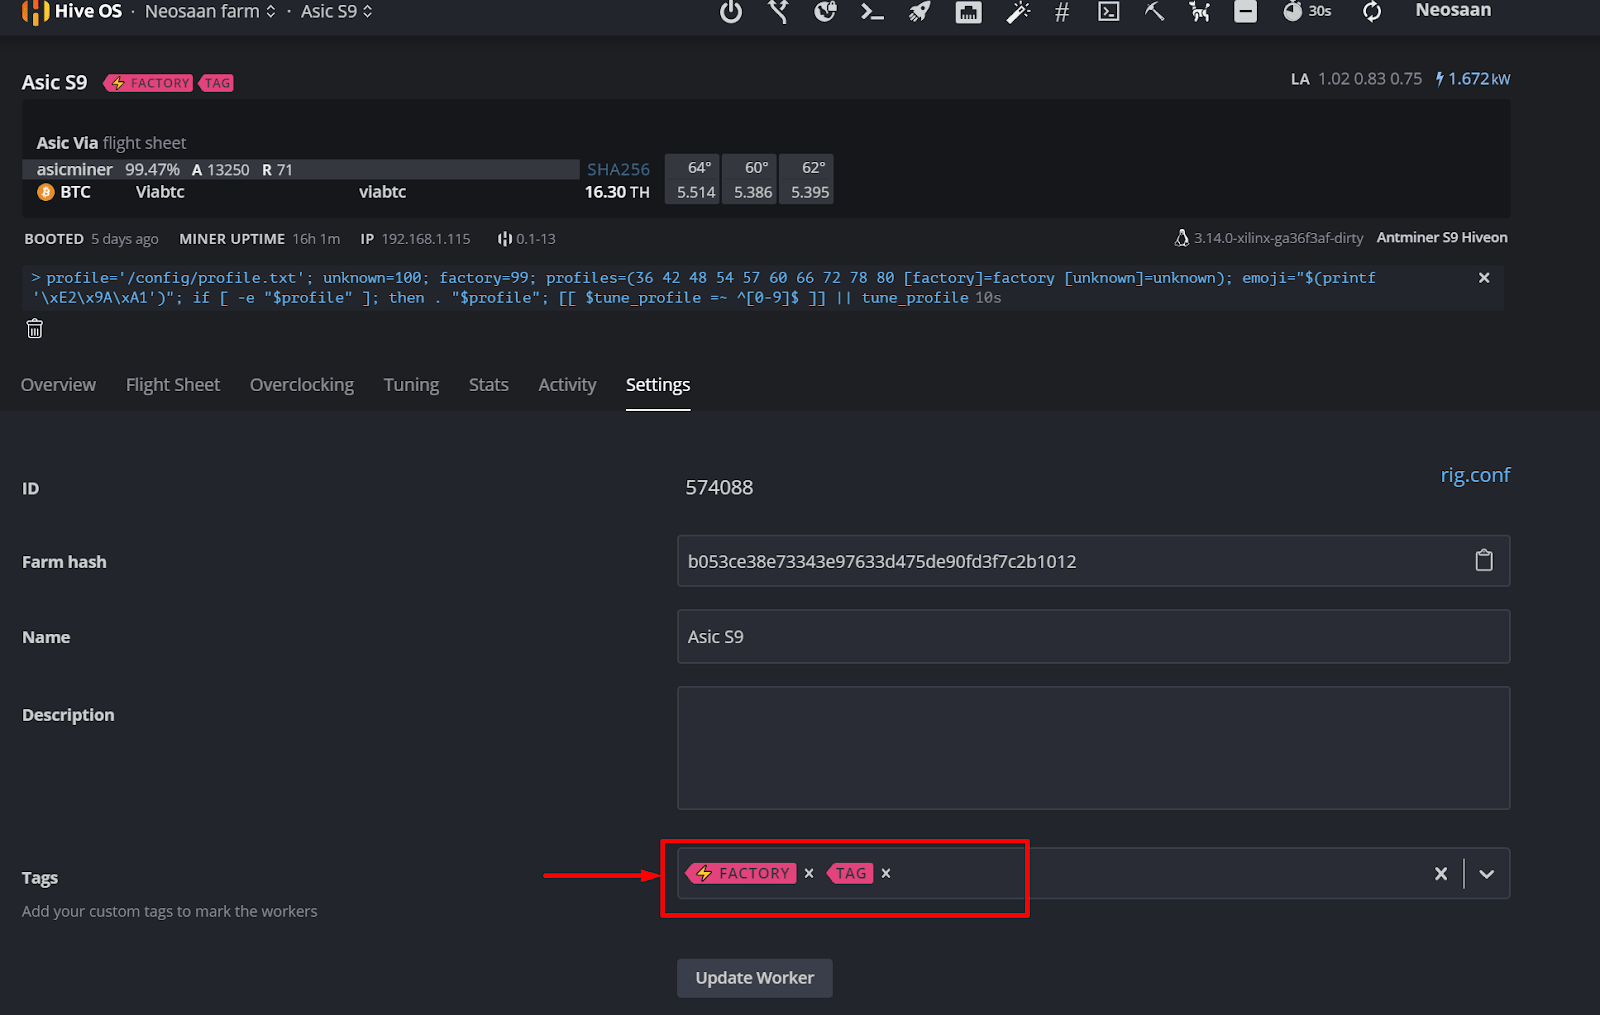 Hive OS · Neosaan farm · Asic S9 30s Neosaan
Asic S9 ⚡ FACTORY TAG LA 1.02 0.83 0.75 1.672 kW
Asic Via flight sheet
asicminer 99.47% A 13250 R 71 SHA256 64° 60° 62°
BTC Viabtc viabtc 16.30 TH 5.514 5.386 5.395
BOOTED 5 days ago MINER UPTIME 16h 1m IP 192.168.1.115 0.1-13 3.14.0-xilinx-ga36f3af-dirty Antminer S9 Hiveon
> profile='/config/profile.txt'; unknown=100; factory=99; profiles=(36 42 48 54 57 60 66 72 78 80 [factory]=factory [unknown]=unknown); emoji="$(printf
'\xE2\x9A\xA1')"; if [ -e "$profile" ]; then . "$profile"; [[ $tune_profile =~ ^[0-9]$ ]] || tune_profile 10s
Overview Flight Sheet Overclocking Tuning Stats Activity Settings
rig.conf
ID 574088
Farm hash b053ce38e73343e97633d475de90fd3f7c2b1012
Name Asic S9
Description
Tags ⚡ FACTORY × TAG ×
Add your custom tags to mark the workers
Update Worker